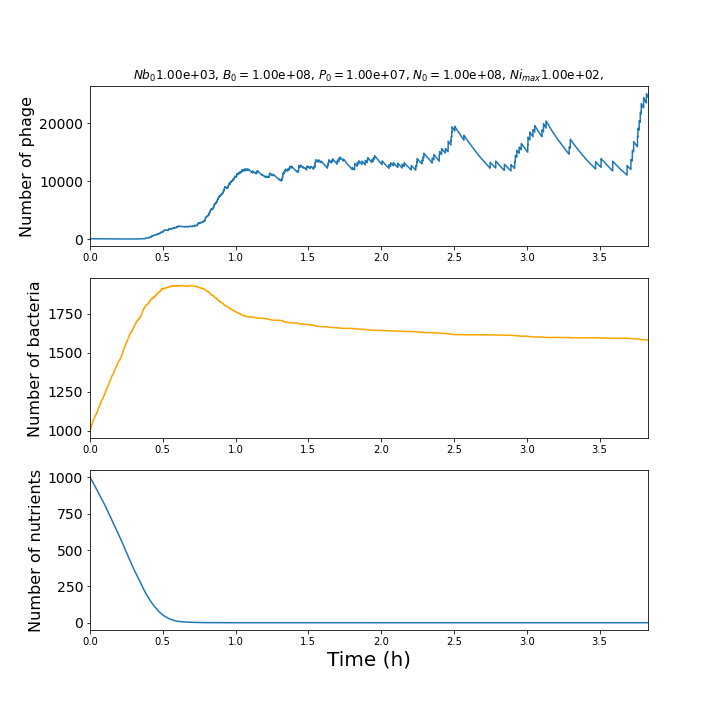 Nb₀1.00e+03, B₀ = 1.00e+08, P₀ = 1.00e+07, N₀ = 1.00e+08, Niₘₐₓ1.00e+02,
Number of phage
20000
10000
0
0.0 0.5 1.0 1.5 2.0 2.5 3.0 3.5
Number of bacteria
1750
1500
1250
1000
0.0 0.5 1.0 1.5 2.0 2.5 3.0 3.5
Number of nutrients
1000
750
500
250
0
0.0 0.5 1.0 1.5 2.0 2.5 3.0 3.5
Time (h)